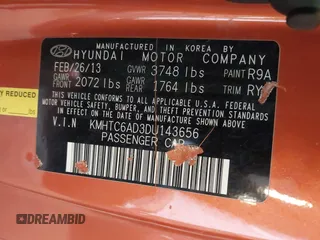 MANUFACTURED IN KOREA BY
HYUNDAI MOTOR COMPANY
FEB/26/13 GVWR 3748 lbs PAINT R9A
GAWR FRONT 2072 lbs GAWR REAR 1764 lbs TRIM RY
THIS VEHICLE CONFORMS TO ALL APPLICABLE FEDERAL
MOTOR VEHICLE SAFETY, BUMPER, AND THEFT
PREVENTION STANDARDS IN EFFECT ON THE DATE OF
MANUFACTURE SHOWN ABOVE.
V.I.N KMHTC6AD3DU143656
PASSENGER CAR
REDUCED
DREAMBID